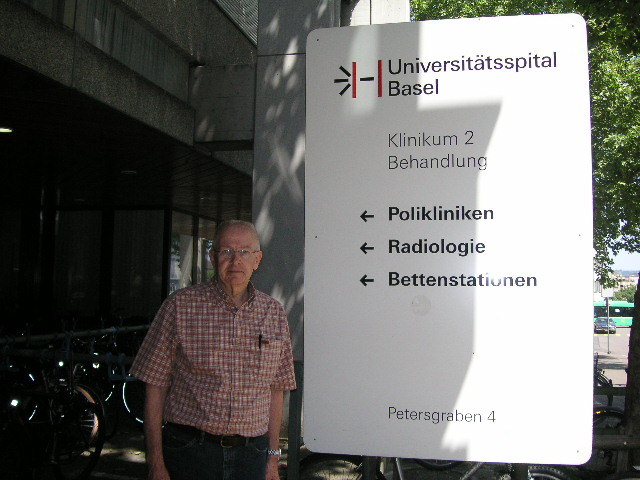 Universitätsspital
Basel
Klinikum 2
Behandlung
← Polikliniken
← Radiologie
← Bettenstationen
Petersgraben 4